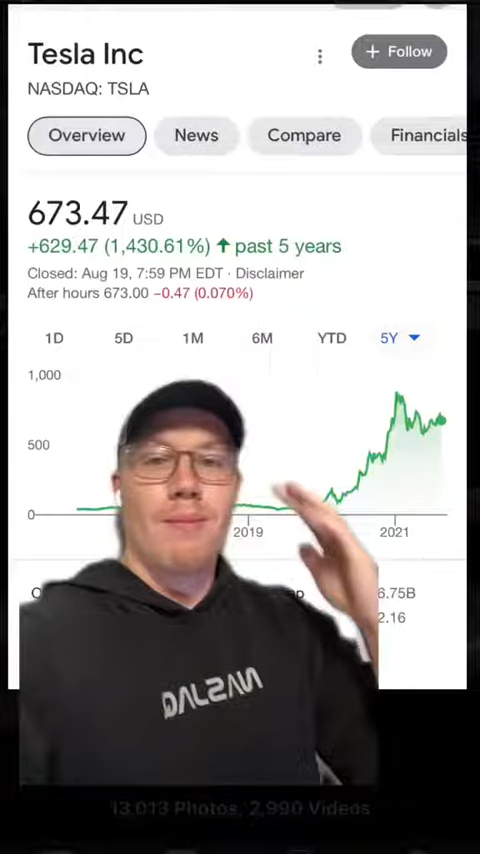 Tesla Inc
+ Follow
NASDAQ: TSLA
Overview News Compare Financials
673.47 USD
+629.47 (1,430.61%) ↑ past 5 years
Closed: Aug 19, 7:59 PM EDT · Disclaimer
After hours 673.00 −0.47 (0.070%)
1D 5D 1M 6M YTD 5Y
1,000
500
0
2019 2021
6.75B
2.16
13,013 Photos, 2,990 Videos